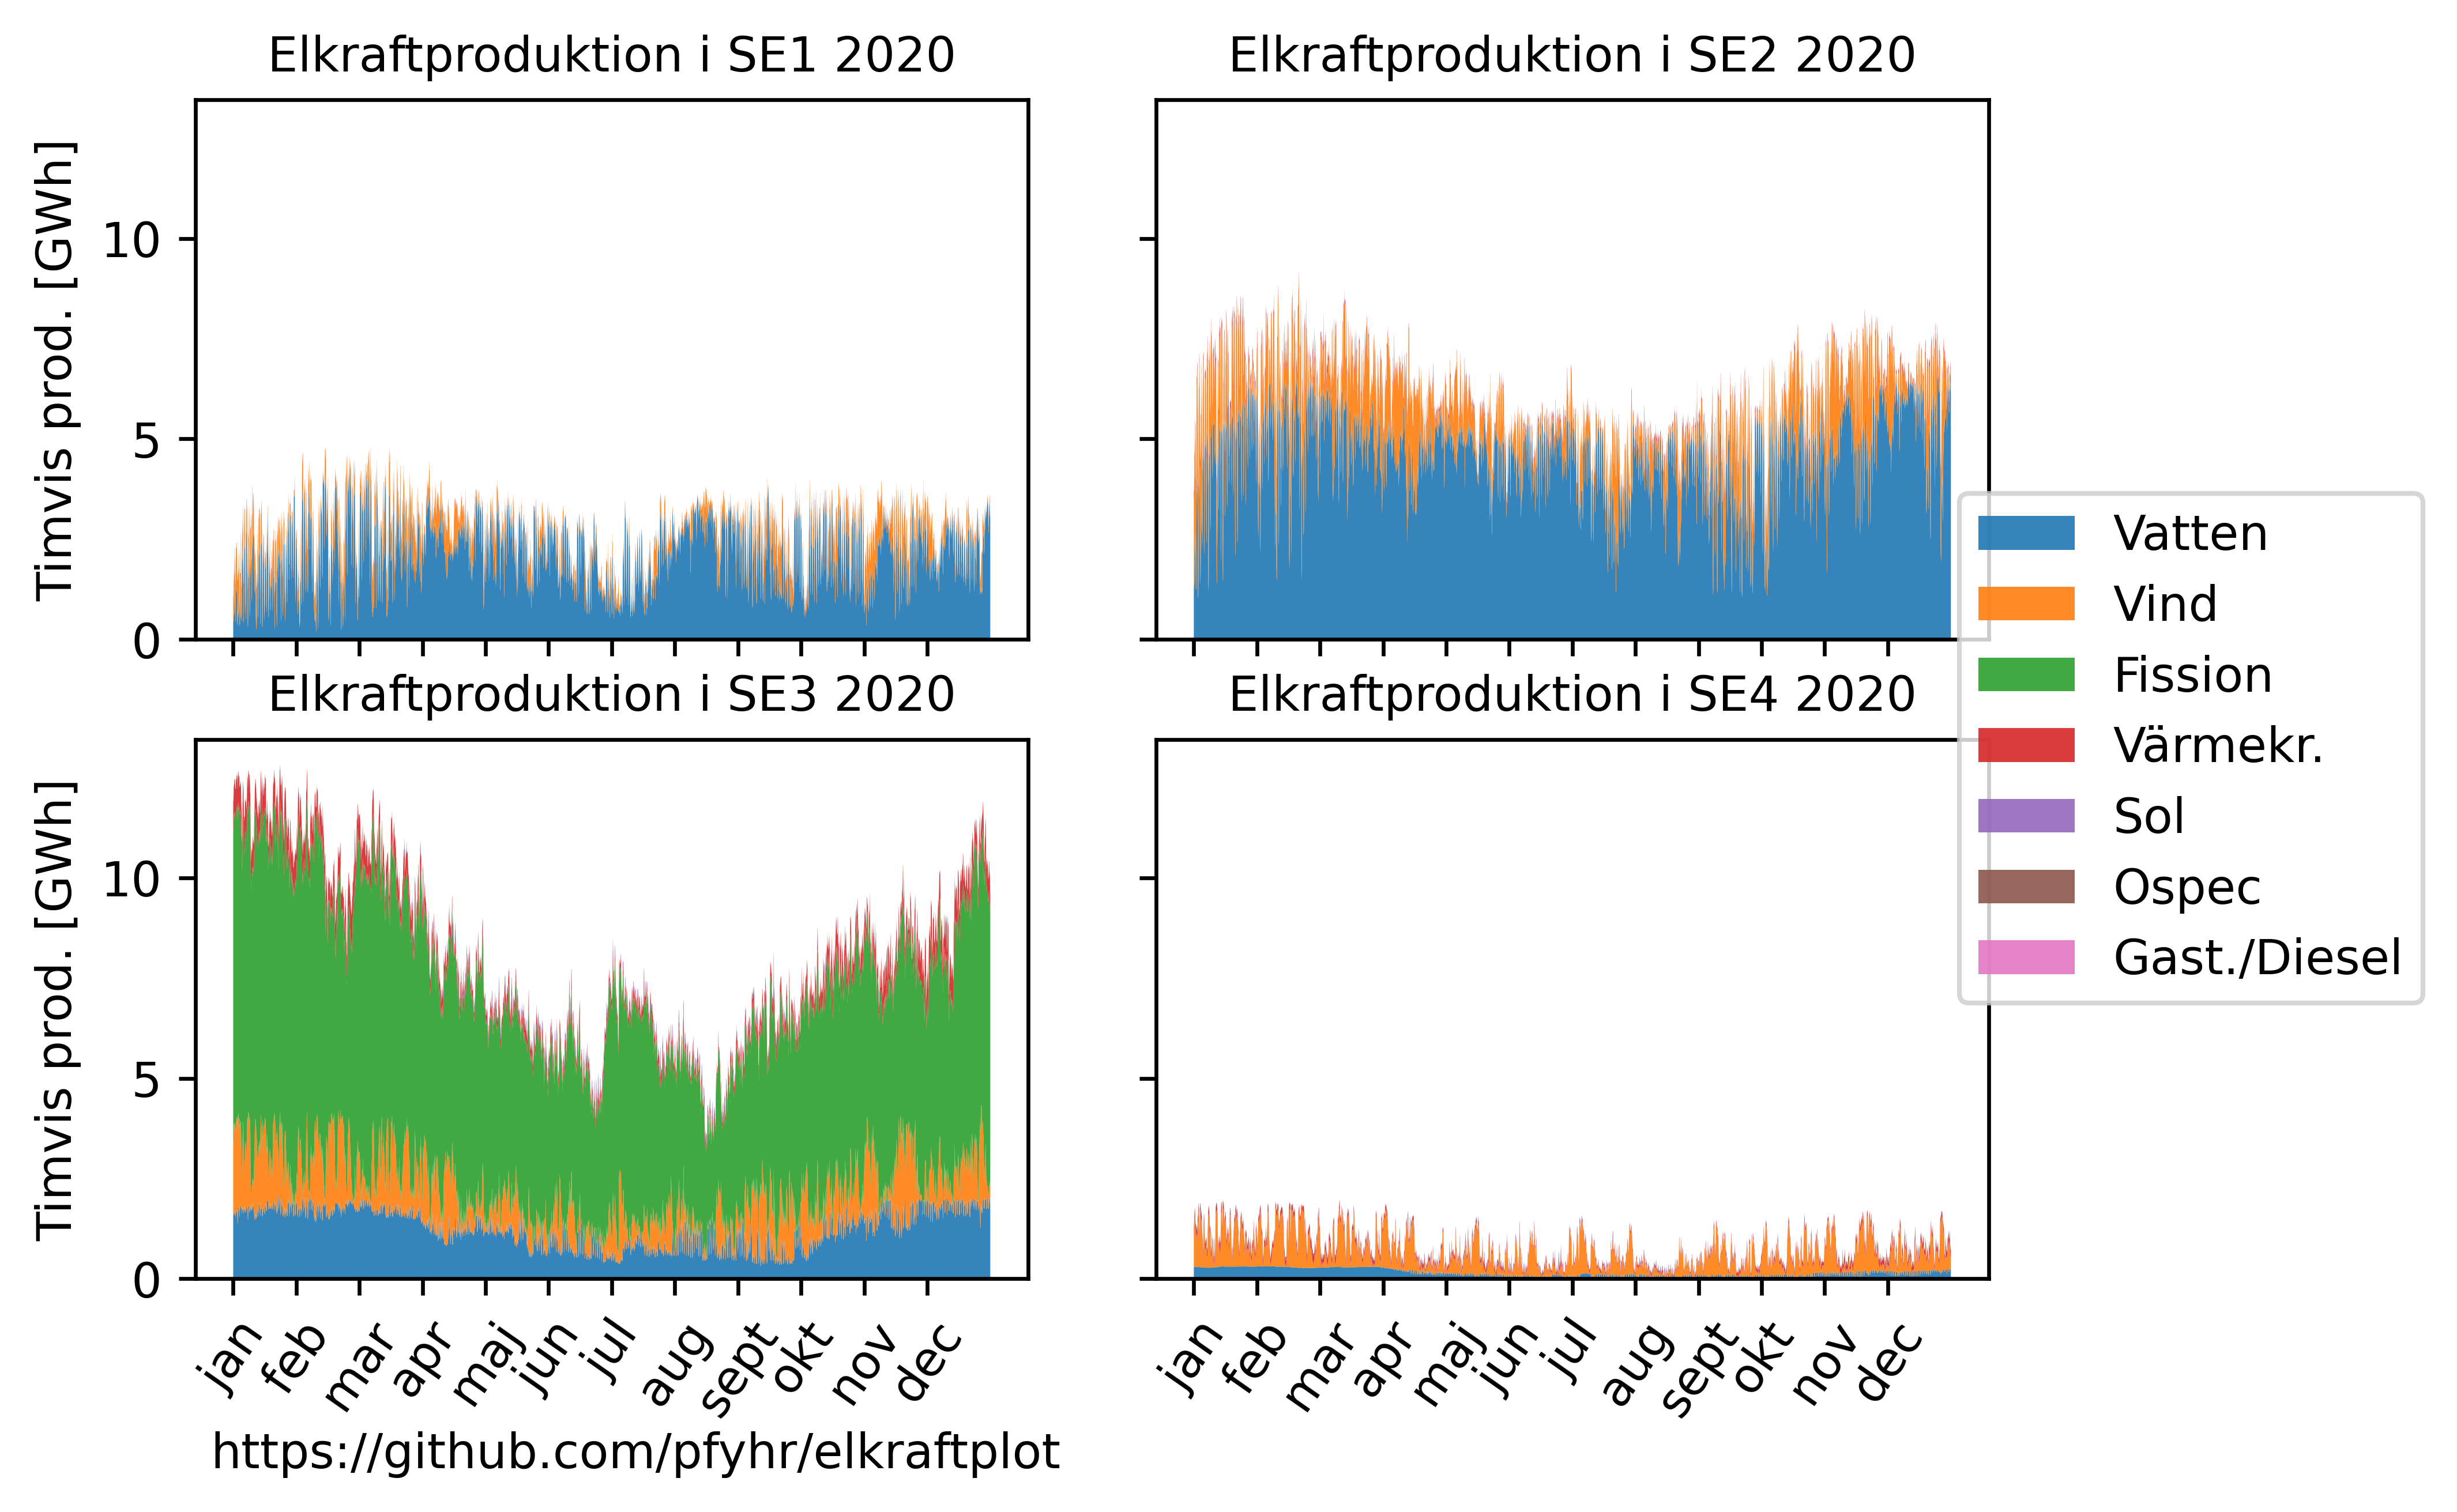 Elkraftproduktion i SE1 2020
Timvis prod. [GWh]
10
5
0
Elkraftproduktion i SE2 2020
Elkraftproduktion i SE3 2020
Timvis prod. [GWh]
10
5
0
jan feb mar apr maj jun jul aug sept okt nov dec
Elkraftproduktion i SE4 2020
jan feb mar apr maj jun jul aug sept okt nov dec
Vatten
Vind
Fission
Värmekr.
Sol
Ospec
Gast./Diesel
https://github.com/pfyhr/elkraftplot